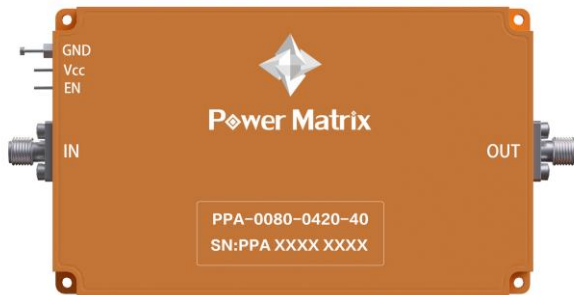 GND
Vcc
EN
Power Matrix
IN
OUT
PPA-0080-0420-40
SN:PPA XXXX XXXX